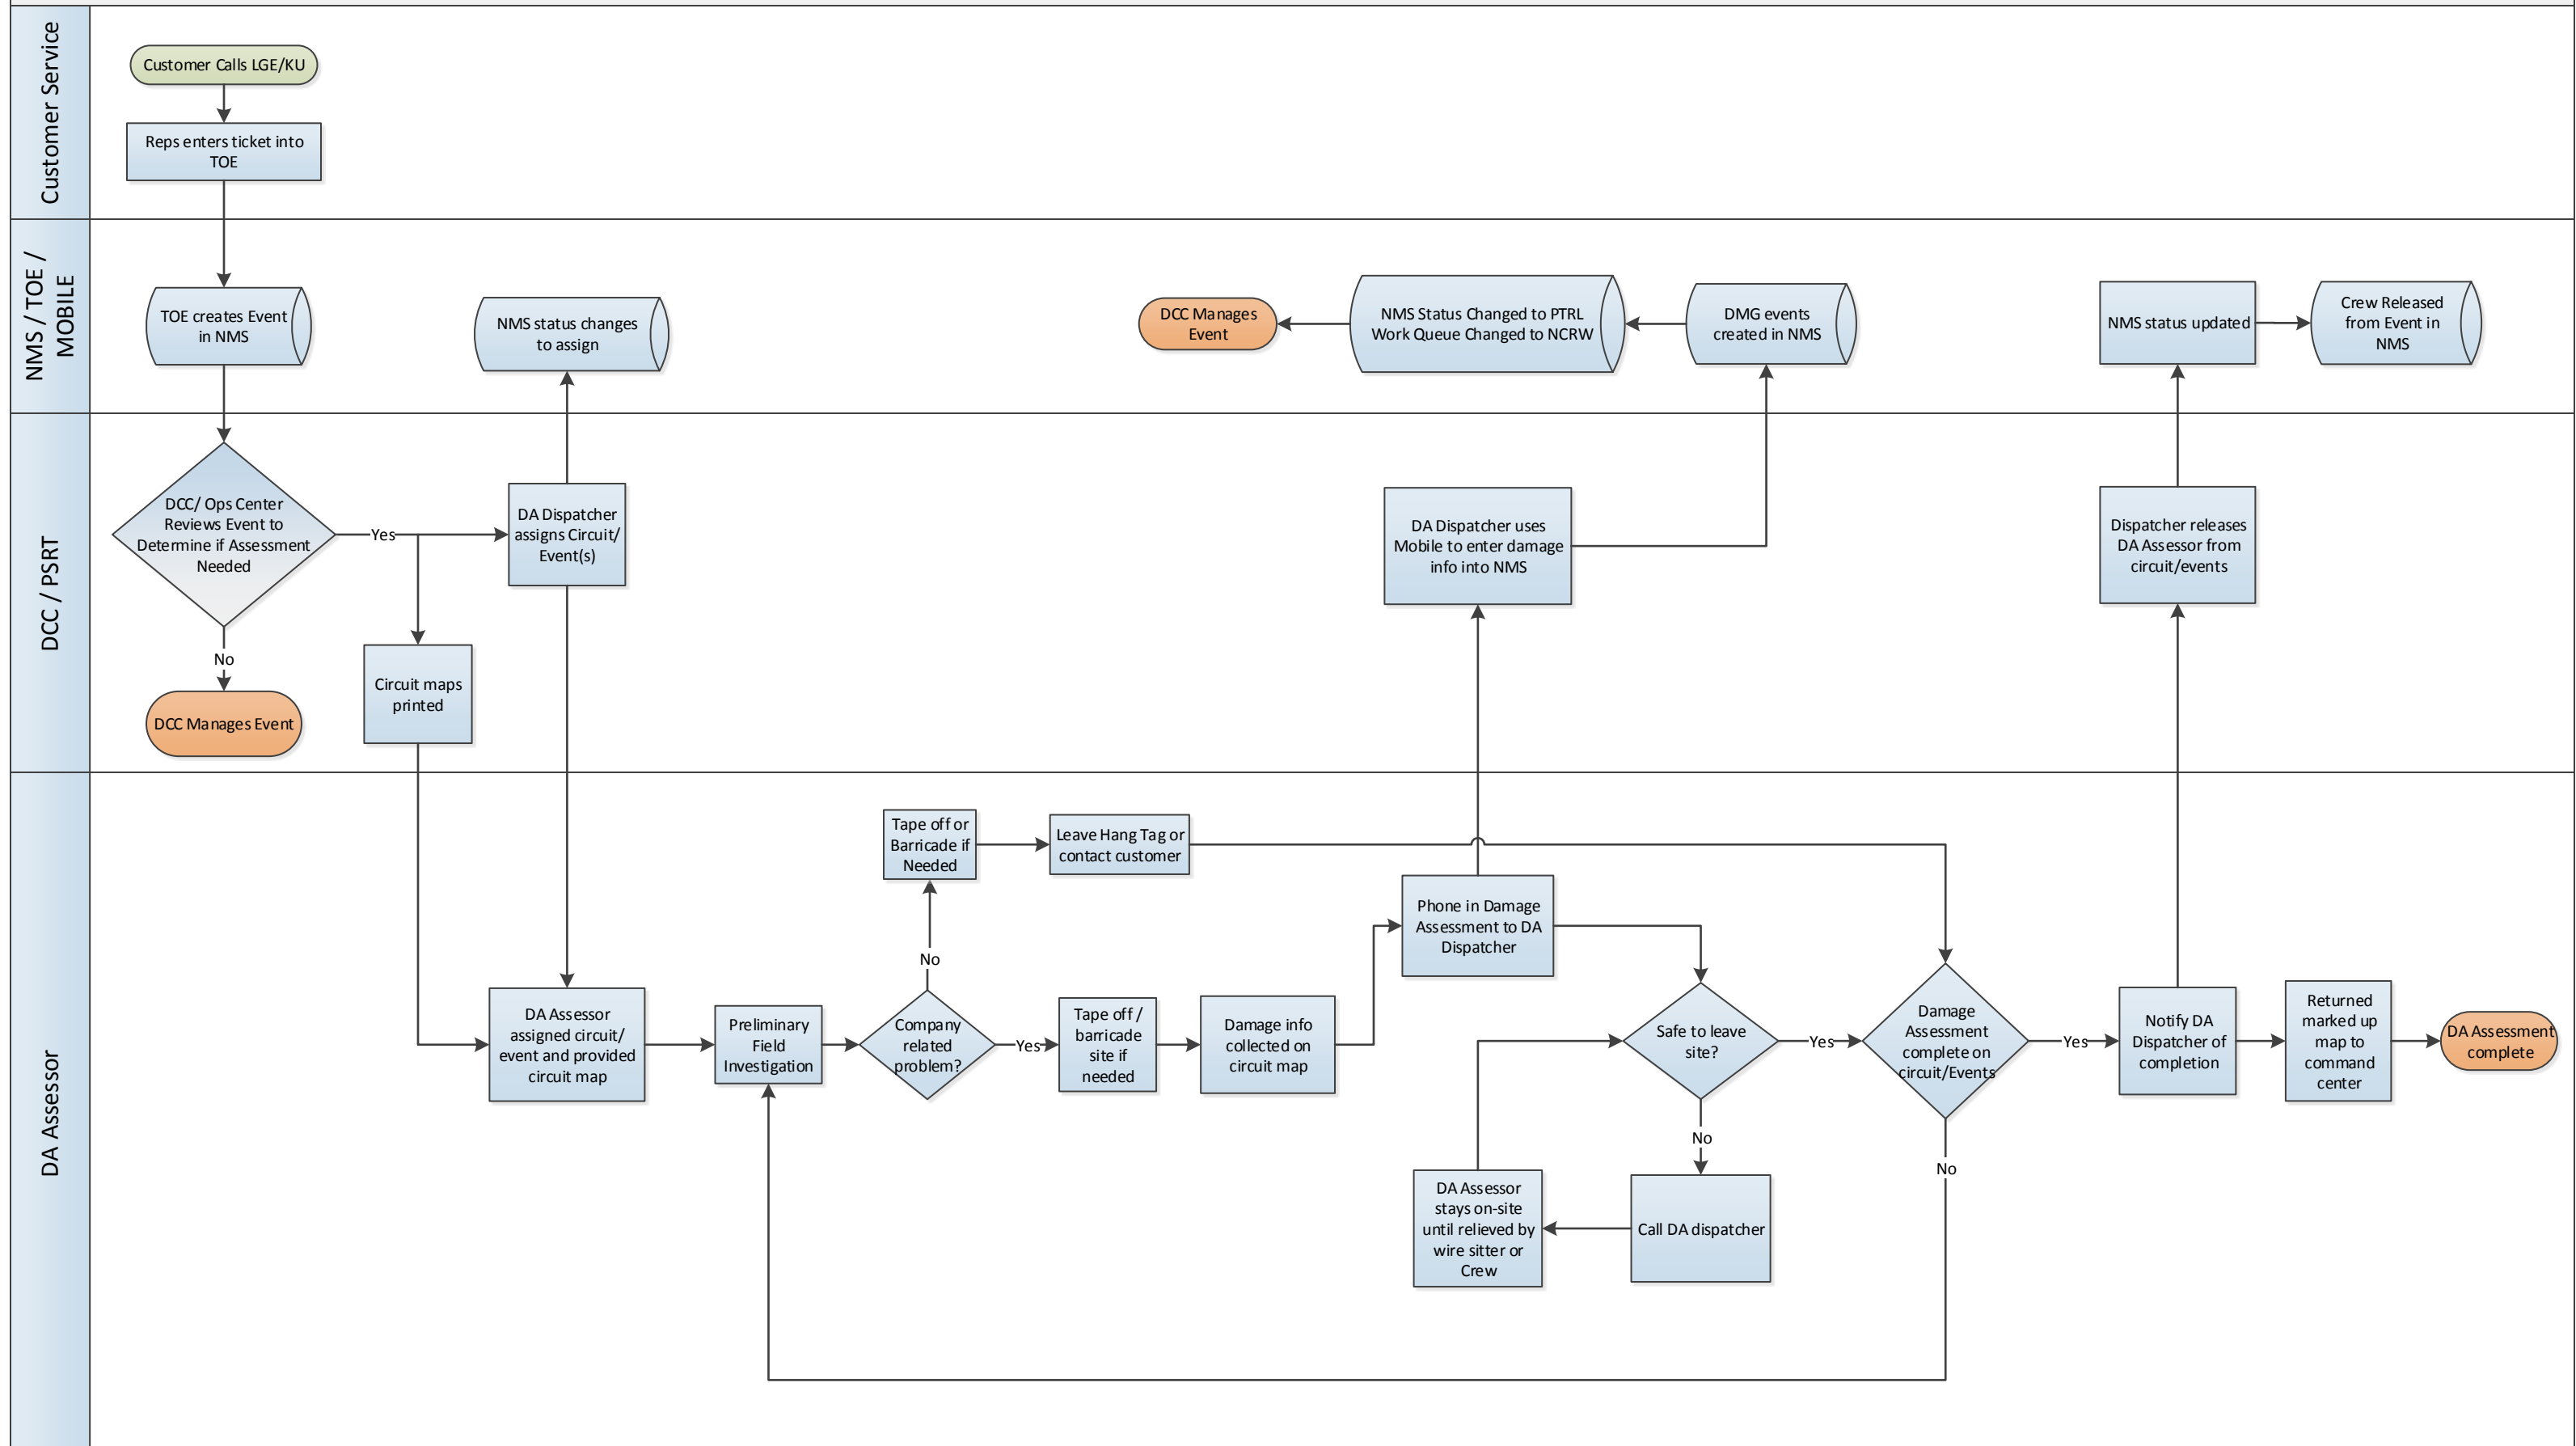 Customer Service
Customer Calls LGE/KU
Reps enters ticket into
TOE
NMS / TOE /
MOBILE
TOE creates Event
in NMS
NMS status changes
to assign
DCC Manages
Event
NMS Status Changed to PTRL
Work Queue Changed to NCRW
DMG events
created in NMS
NMS status updated
Crew Released
from Event in
NMS
DCC / PSRT
DCC/ Ops Center
Reviews Event to
Determine if Assessment
Needed
Yes
No
DCC Manages Event
Circuit maps
printed
DA Dispatcher
assigns Circuit/
Event(s)
DA Dispatcher uses
Mobile to enter damage
info into NMS
Dispatcher releases
DA Assessor from
circuit/events
DA Assessor
DA Assessor
assigned circuit/
event and provided
circuit map
Preliminary
Field
Investigation
Company
related
problem?
No
Tape off or
Barricade if
Needed
Leave Hang Tag or
contact customer
Yes
Tape off /
barricade
site if
needed
Damage info
collected on
circuit map
Phone in Damage
Assessment to DA
Dispatcher
Safe to leave
site?
No
Call DA dispatcher
DA Assessor
stays on-site
until relieved by
wire sitter or
Crew
Yes
Damage
Assessment
complete on
circuit/Events
No
Yes
Notify DA
Dispatcher of
completion
Returned
marked up
map to
command
center
DA Assessment
complete